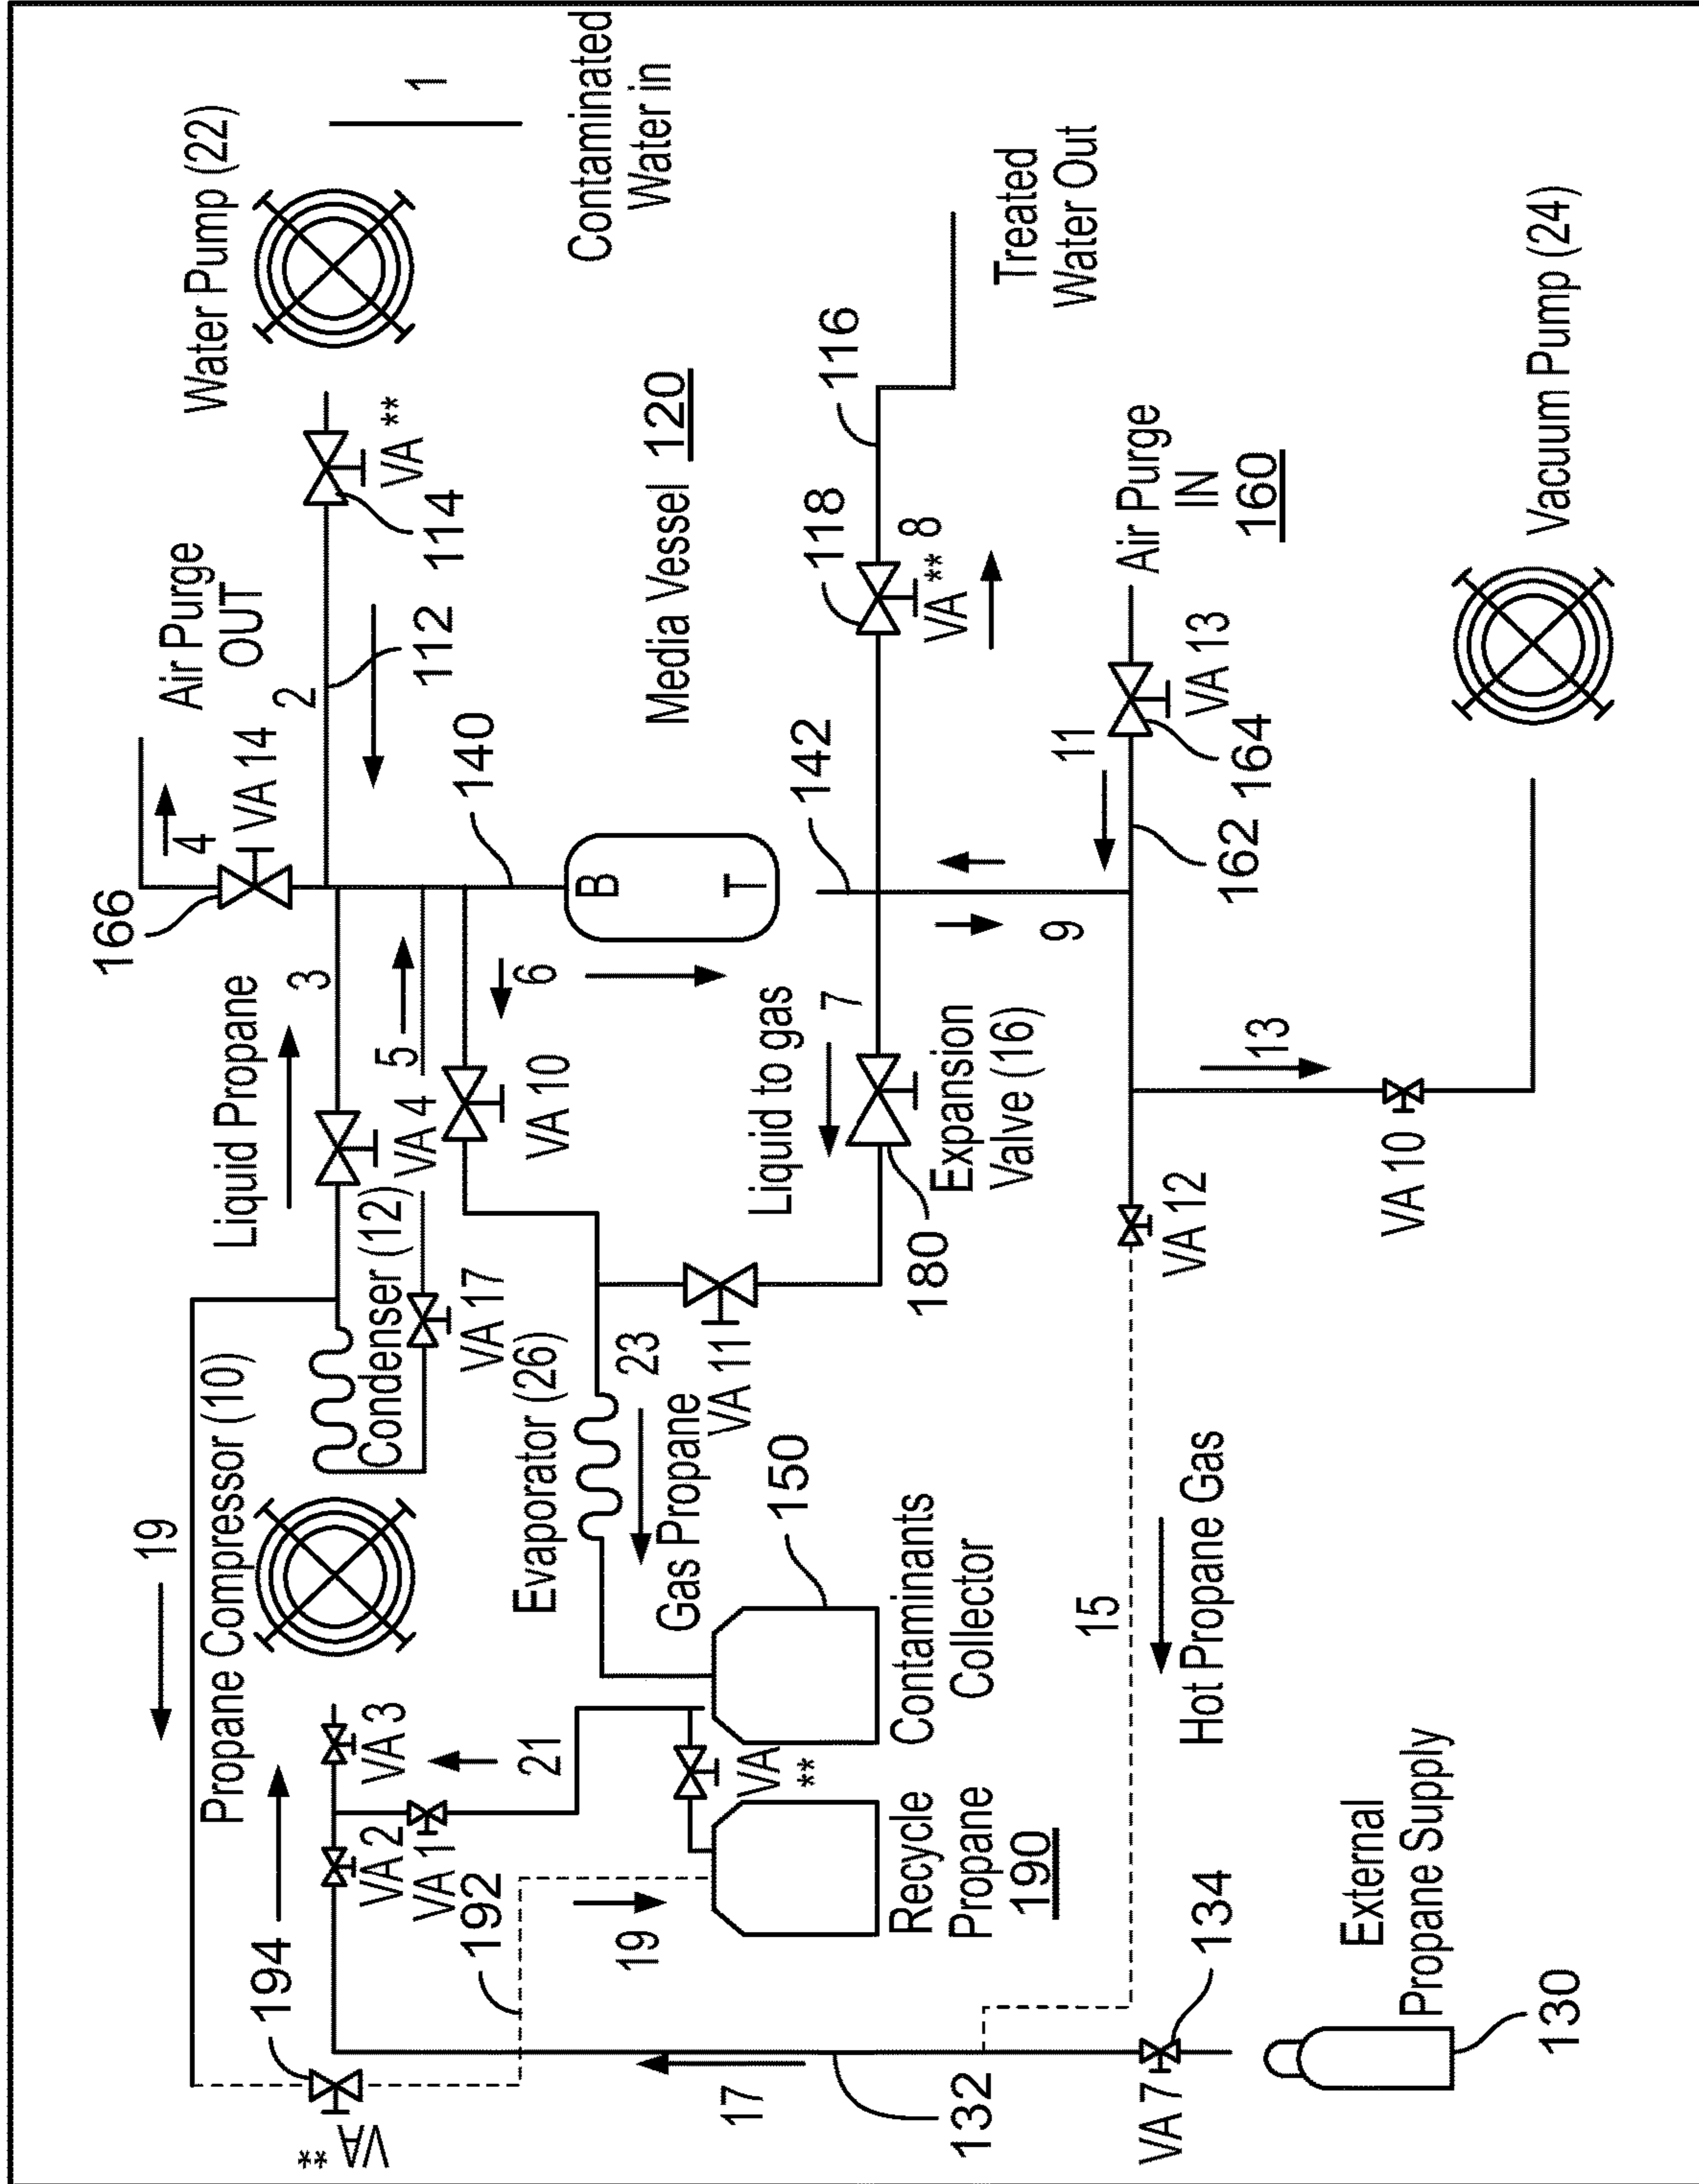 19
Propane Compressor (10)
194
VA
**
VA 2
VA 1
VA 3
192
19
21
Liquid Propane
3
Condenser (12)
VA 4
5
VA 17
166
4
VA 14
Air Purge
OUT
2
112
114
VA
**
Water Pump (22)
1
Contaminated
Water in
140
B
T
Media Vessel 120
6
VA 10
Evaporator (26)
23
Gas Propane
VA 11
150
Contaminants
Collector
VA
**
Recycle
Propane
190
Liquid to gas
7
Expansion
Valve (16)
180
142
118
VA
**
8
116
Treated
Water Out
9
11
162
164
VA 13
Air Purge
IN
160
13
VA 10
VA 12
Vacuum Pump (24)
15
Hot Propane Gas
17
132
VA 7
134
External
Propane Supply
130